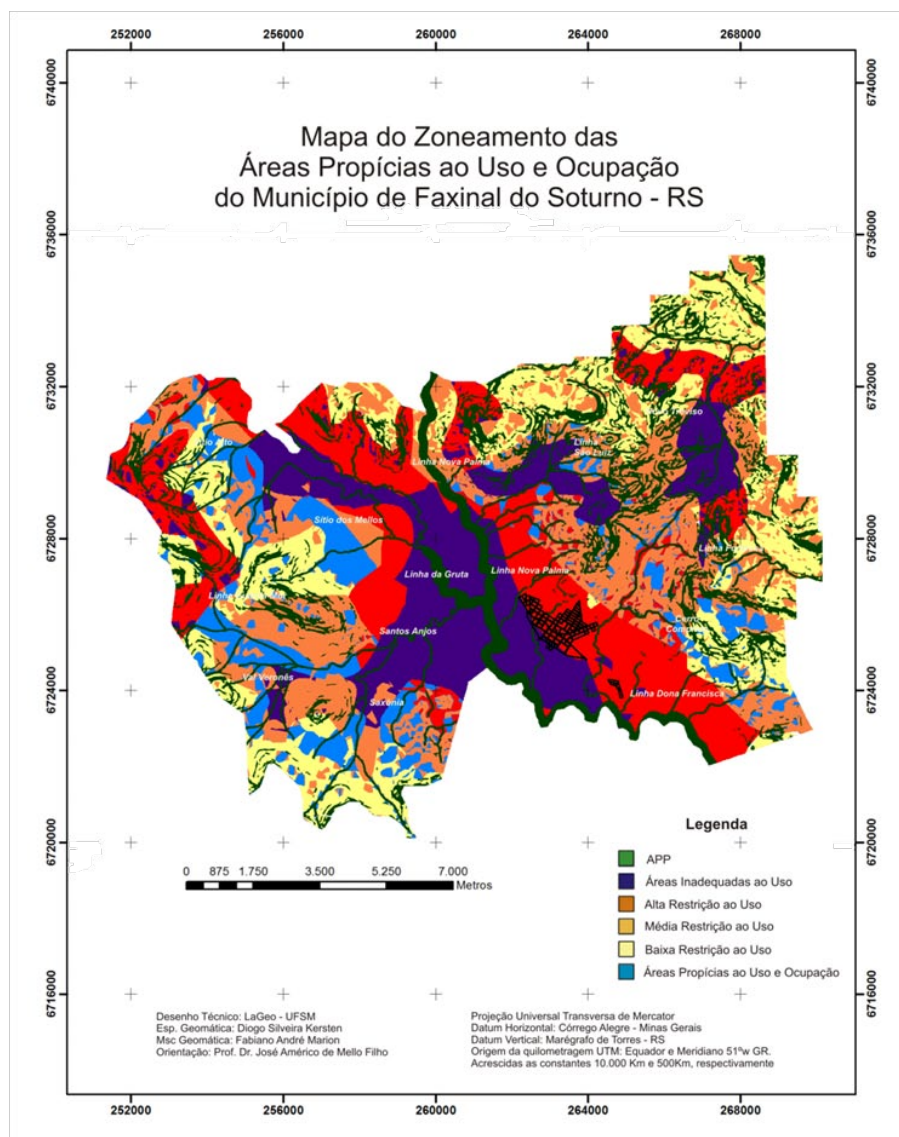 252000 256000 260000 264000 268000
6740000 6740000
Mapa do Zoneamento das
Áreas Propícias ao Uso e Ocupação
do Município de Faxinal do Soturno - RS
6736000 6736000
6732000 6732000
Treviso
Alto
Linha
São Luiz
Linha Nova Palma
Sítio dos Mellos
6728000 6728000
Linha
Linha da Gruta
Linha Nova Palma
Linha
Santos Anjos
Val Veronês
Linha Dona Francisca
Saxônia
6724000 6724000
Legenda
6720000 6720000
APP
0 875 1.750 3.500 5.250 7.000
Metros
Áreas Inadequadas ao Uso
Alta Restrição ao Uso
Média Restrição ao Uso
Baixa Restrição ao Uso
Áreas Propícias ao Uso e Ocupação
6716000 6716000
Desenho Técnico: LaGeo - UFSM
Esp. Geomática: Diogo Silveira Kersten
Msc Geomática: Fabiano André Marion
Orientação: Prof. Dr. José Américo de Mello Filho
Projeção Universal Transversa de Mercator
Datum Horizontal: Córrego Alegre - Minas Gerais
Datum Vertical: Marégrafo de Torres - RS
Origem da quilometragem UTM: Equador e Meridiano 51ºw GR.
Acrescidas as constantes 10.000 Km e 500Km, respectivamente
252000 256000 260000 264000 268000